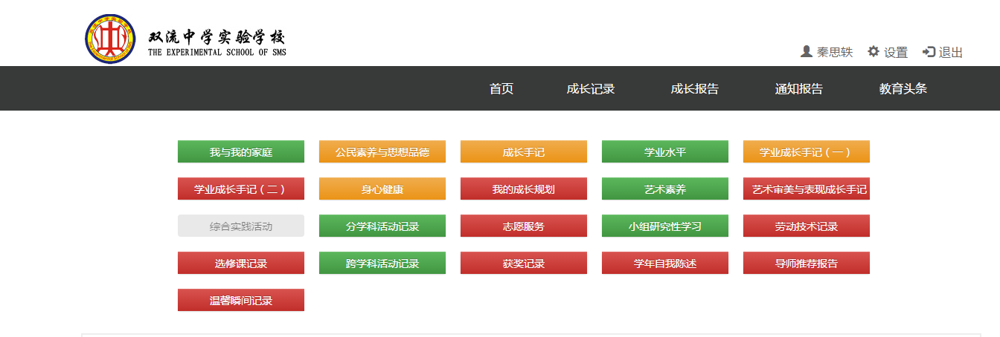 双流中学实验学校
THE EXPERIMENTAL SCHOOL OF SMS
秦思轶 设置 退出
首页 成长记录 成长报告 通知报告 教育头条
我与我的家庭 公民素养与思想品德 成长手记 学业水平 学业成长手记（一）
学业成长手记（二） 身心健康 我的成长规划 艺术素养 艺术审美与表现成长手记
综合实践活动 分学科活动记录 志愿服务 小组研究性学习 劳动技术记录
选修课记录 跨学科活动记录 获奖记录 学年自我陈述 导师推荐报告
温馨瞬间记录